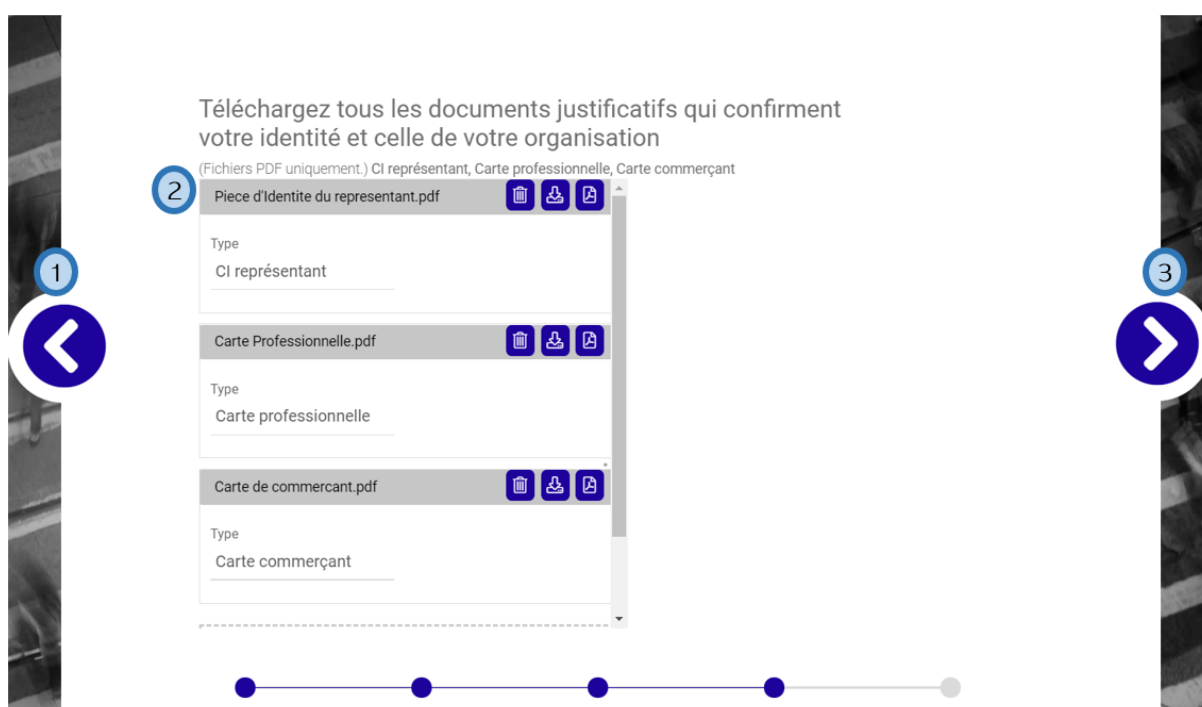 Téléchargez tous les documents justificatifs qui confirment
votre identité et celle de votre organisation
(Fichiers PDF uniquement.) CI représentant, Carte professionnelle, Carte commerçant
2
Piece d'Identite du representant.pdf
Type
1
CI représentant
3
Carte Professionnelle.pdf
Type
Carte professionnelle
Carte de commercant.pdf
Type
Carte commerçant